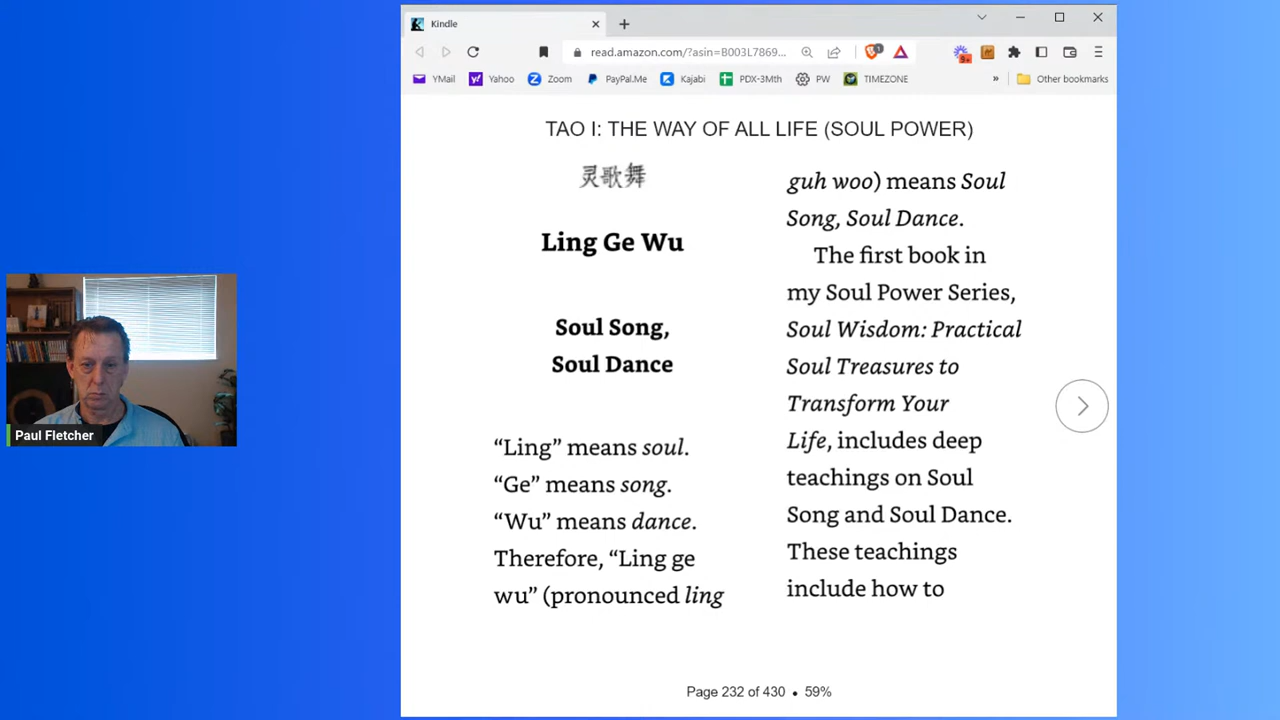 Kindle
read.amazon.com/?asin=B003L7869...
YMail
Yahoo
Zoom
PayPal.Me
Kajabi
PDX-3Mth
PW
TIMEZONE
»
Other bookmarks
TAO I: THE WAY OF ALL LIFE (SOUL POWER)
灵歌舞
Ling Ge Wu
Soul Song,
Soul Dance
“Ling” means soul.
“Ge” means song.
“Wu” means dance.
Therefore, “Ling ge
wu” (pronounced ling
guh woo) means Soul
Song, Soul Dance.
The first book in
my Soul Power Series,
Soul Wisdom: Practical
Soul Treasures to
Transform Your
Life, includes deep
teachings on Soul
Song and Soul Dance.
These teachings
include how to
Page 232 of 430 • 59%
Paul Fletcher